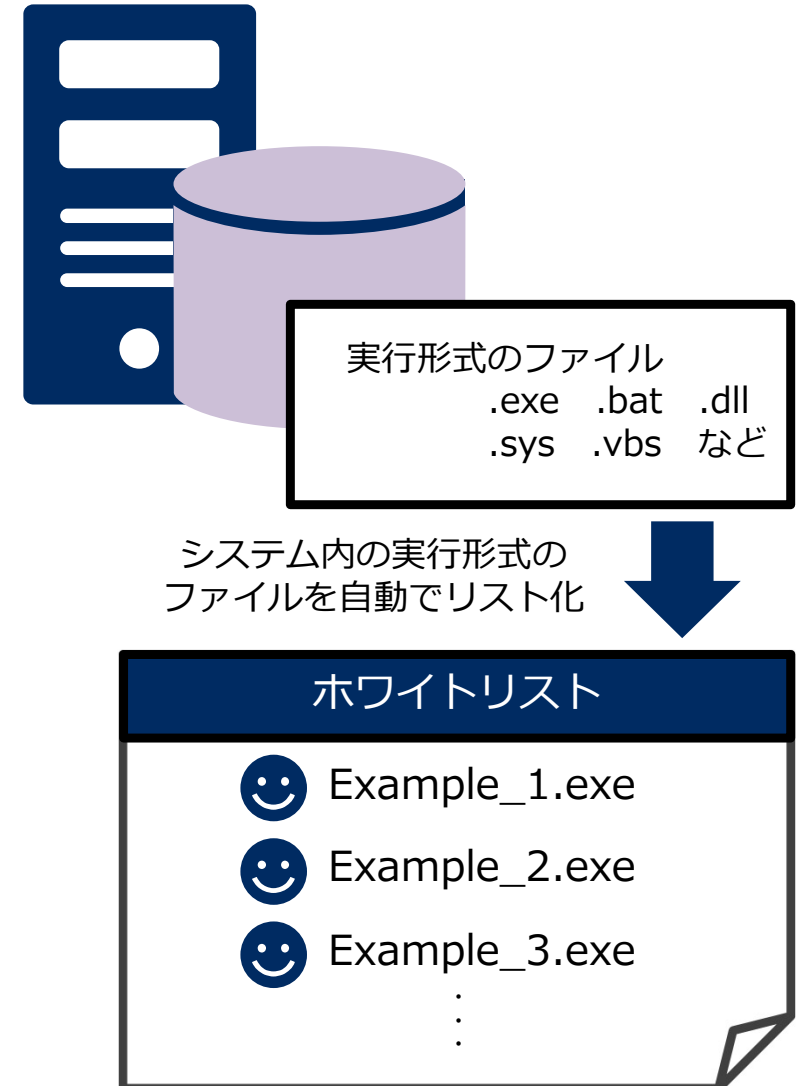 実行形式のファイル
.exe .bat .dll
.sys .vbs など
システム内の実行形式の
ファイルを自動でリスト化
ホワイトリスト
Example_1.exe
Example_2.exe
Example_3.exe
.
.
.